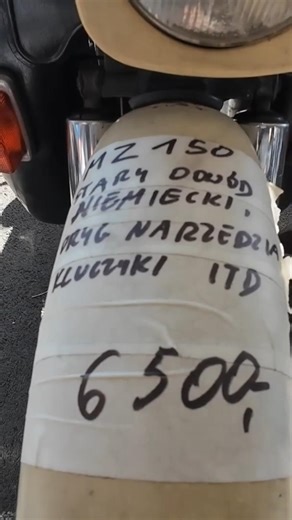 MZ 150
STARY DOWÓD
NIEMIECKI,
ORYG NARZĘDZIA
KLUCZYKI ITD
6500,-